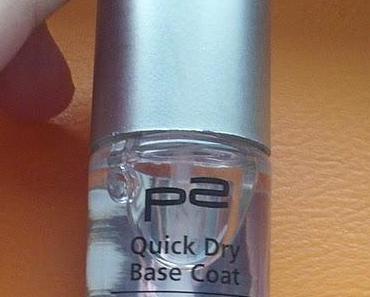 p2
Quick Dry
Base Coat